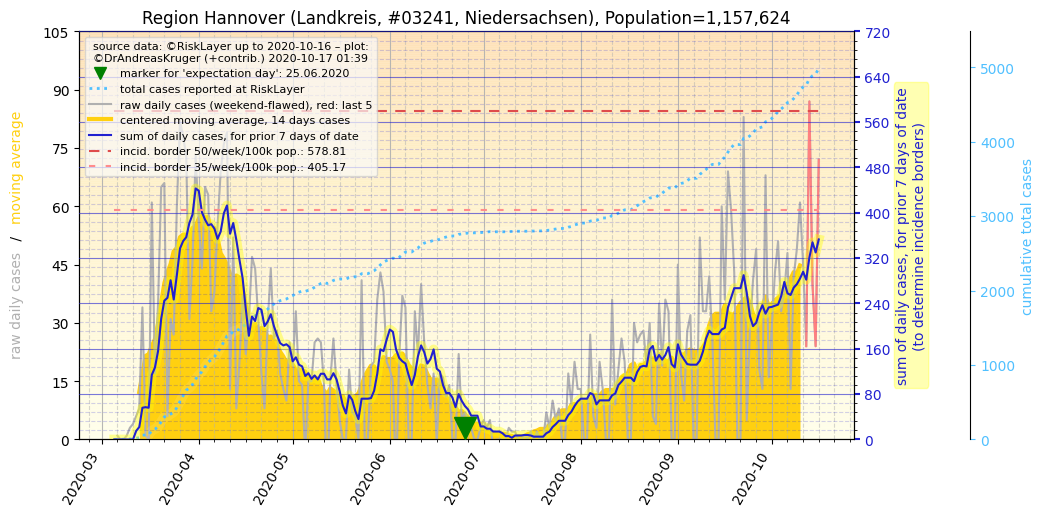 Region Hannover (Landkreis, #03241, Niedersachsen), Population=1,157,624
source data: ©RiskLayer up to 2020-10-16 – plot:
©DrAndreasKruger (+contrib.) 2020-10-17 01:39
marker for 'expectation day': 25.06.2020
total cases reported at RiskLayer
raw daily cases (weekend-flawed), red: last 5
centered moving average, 14 days cases
sum of daily cases, for prior 7 days of date
incid. border 50/week/100k pop.: 578.81
incid. border 35/week/100k pop.: 405.17
raw daily cases / moving average
105
90
75
60
45
30
15
0
720
640
560
480
400
320
240
160
80
0
sum of daily cases, for prior 7 days of date
(to determine incidence borders)
5000
4000
3000
2000
1000
0
cumulative total cases
2020-03
2020-04
2020-05
2020-06
2020-07
2020-08
2020-09
2020-10